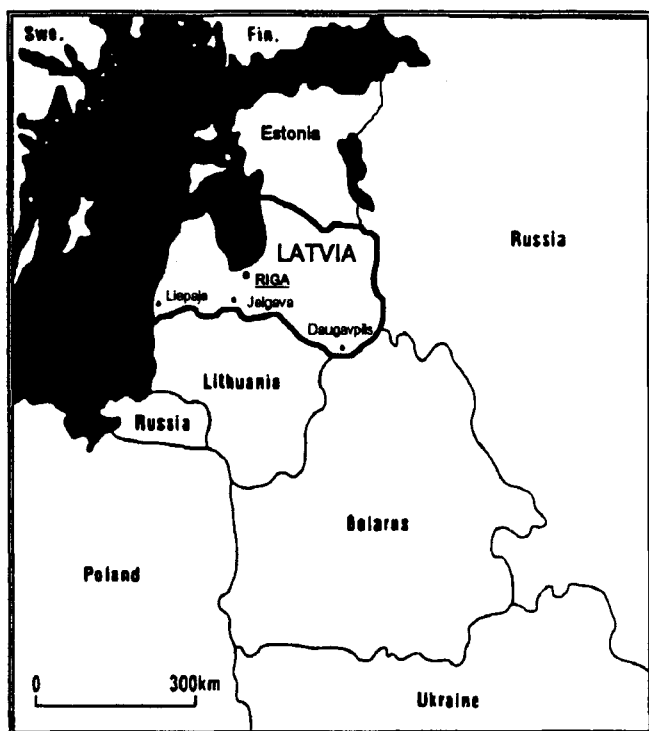 Swe. Fin.
Estonia
LATVIA
Russia
RIGA
Liepaja Jelgava
Daugavpils
Lithuania
Russia
Belarus
Poland
0 300km
Ukraine